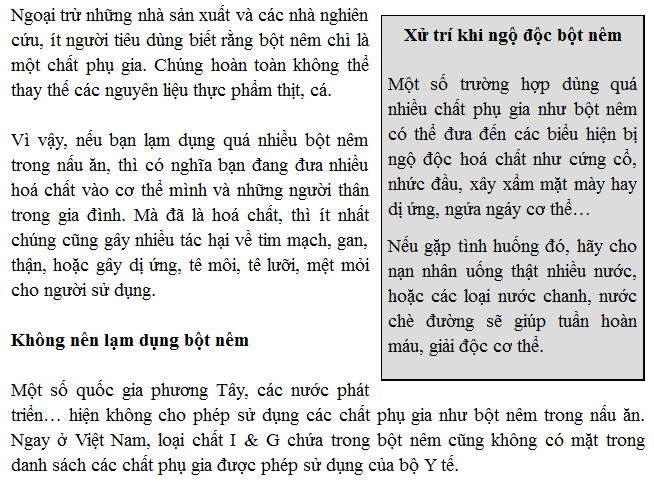 Ngoại trừ những nhà sản xuất và các nhà nghiên
cứu, ít người tiêu dùng biết rằng bột nêm chỉ là
một chất phụ gia. Chúng hoàn toàn không thể
thay thế các nguyên liệu thực phẩm thịt, cá.
Vì vậy, nếu bạn lạm dụng quá nhiều bột nêm
trong nấu ăn, thì có nghĩa bạn đang đưa nhiều
hoá chất vào cơ thể mình và những người thân
trong gia đình. Mà đã là hoá chất, thì ít nhất
chúng cũng gây nhiều tác hại về tim mạch, gan,
thận, hoặc gây dị ứng, tê môi, tê lưỡi, mệt mỏi
cho người sử dụng.
Không nên lạm dụng bột nêm
Một số quốc gia phương Tây, các nước phát
triển… hiện không cho phép sử dụng các chất phụ gia như bột nêm trong nấu ăn.
Ngay ở Việt Nam, loại chất I & G chứa trong bột nêm cũng không có mặt trong
danh sách các chất phụ gia được phép sử dụng của bộ Y tế.
Xử trí khi ngộ độc bột nêm
Một số trường hợp dùng quá
nhiều chất phụ gia như bột nêm
có thể đưa đến các biểu hiện bị
ngộ độc hoá chất như cứng cổ,
nhức đầu, xây xẩm mặt mày hay
dị ứng, ngứa ngáy cơ thể…
Nếu gặp tình huống đó, hãy cho
nạn nhân uống thật nhiều nước,
hoặc các loại nước chanh, nước
chè đường sẽ giúp tuần hoàn
máu, giải độc cơ thể.